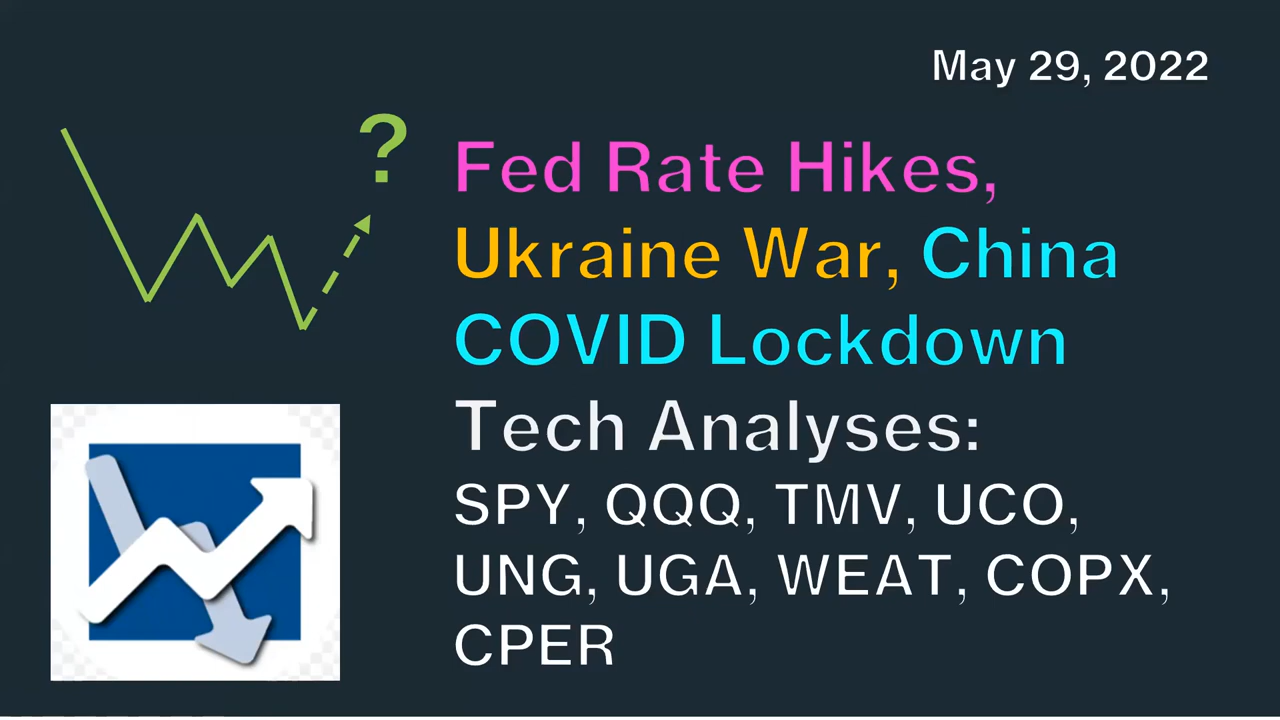 May 29, 2022
?
Fed Rate Hikes,
Ukraine War, China
COVID Lockdown
Tech Analyses:
SPY, QQQ, TMV, UCO,
UNG, UGA, WEAT, COPX,
CPER